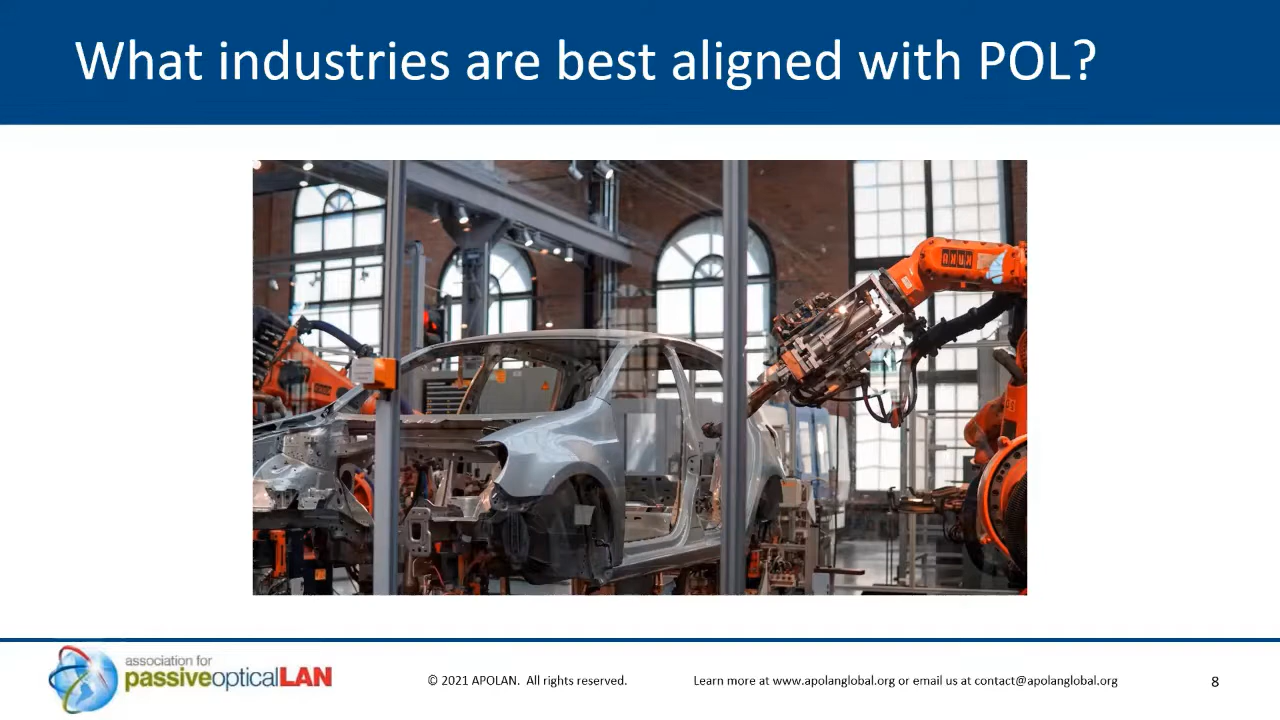 What industries are best aligned with POL?
KUKA
association for
passiveopticalLAN
© 2021 APOLAN. All rights reserved.
Learn more at www.apolanglobal.org or email us at contact@apolanglobal.org
8